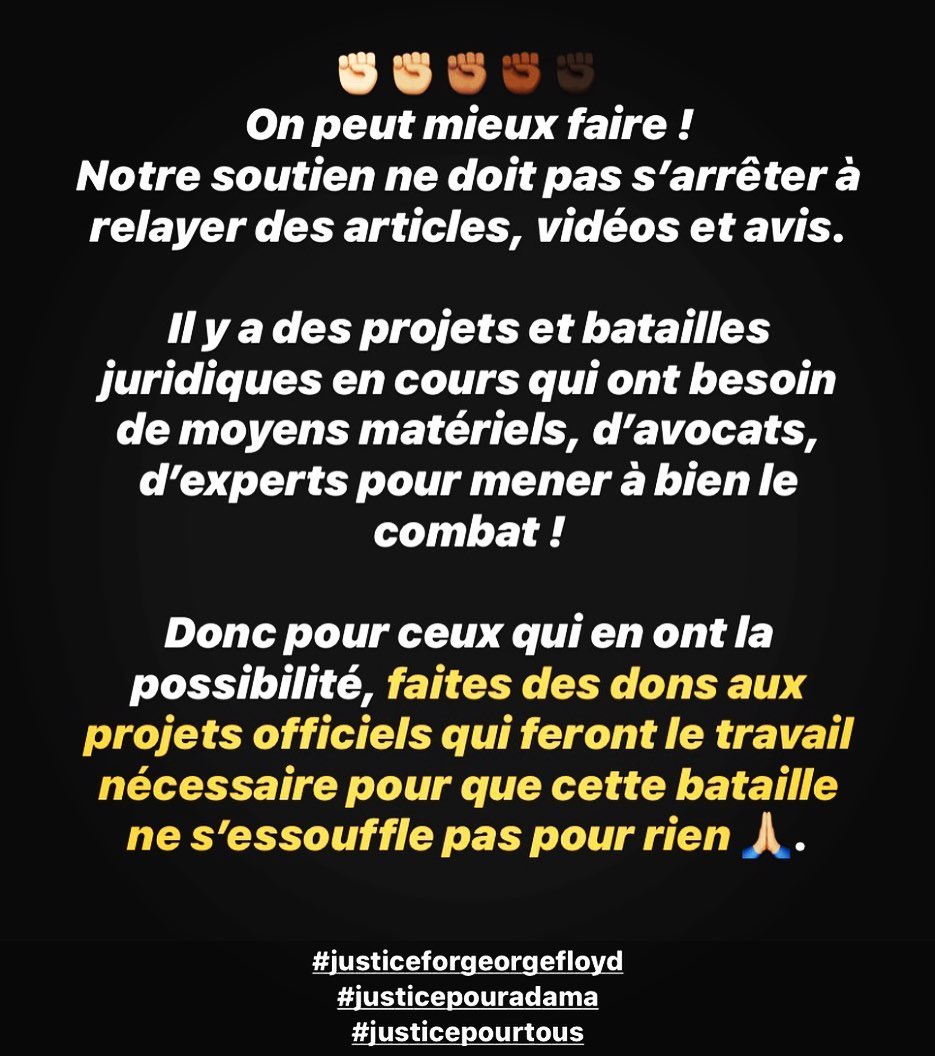 ✊🏻✊🏼✊🏽✊🏾✊🏿
On peut mieux faire !
Notre soutien ne doit pas s’arrêter à
relayer des articles, vidéos et avis.
Il y a des projets et batailles
juridiques en cours qui ont besoin
de moyens matériels, d’avocats,
d’experts pour mener à bien le
combat !
Donc pour ceux qui en ont la
possibilité, faites des dons aux
projets officiels qui feront le travail
nécessaire pour que cette bataille
ne s’essouffle pas pour rien 🙏🏼.
#justiceforgeorgefloyd
#justicepouradama
#justicepourtous